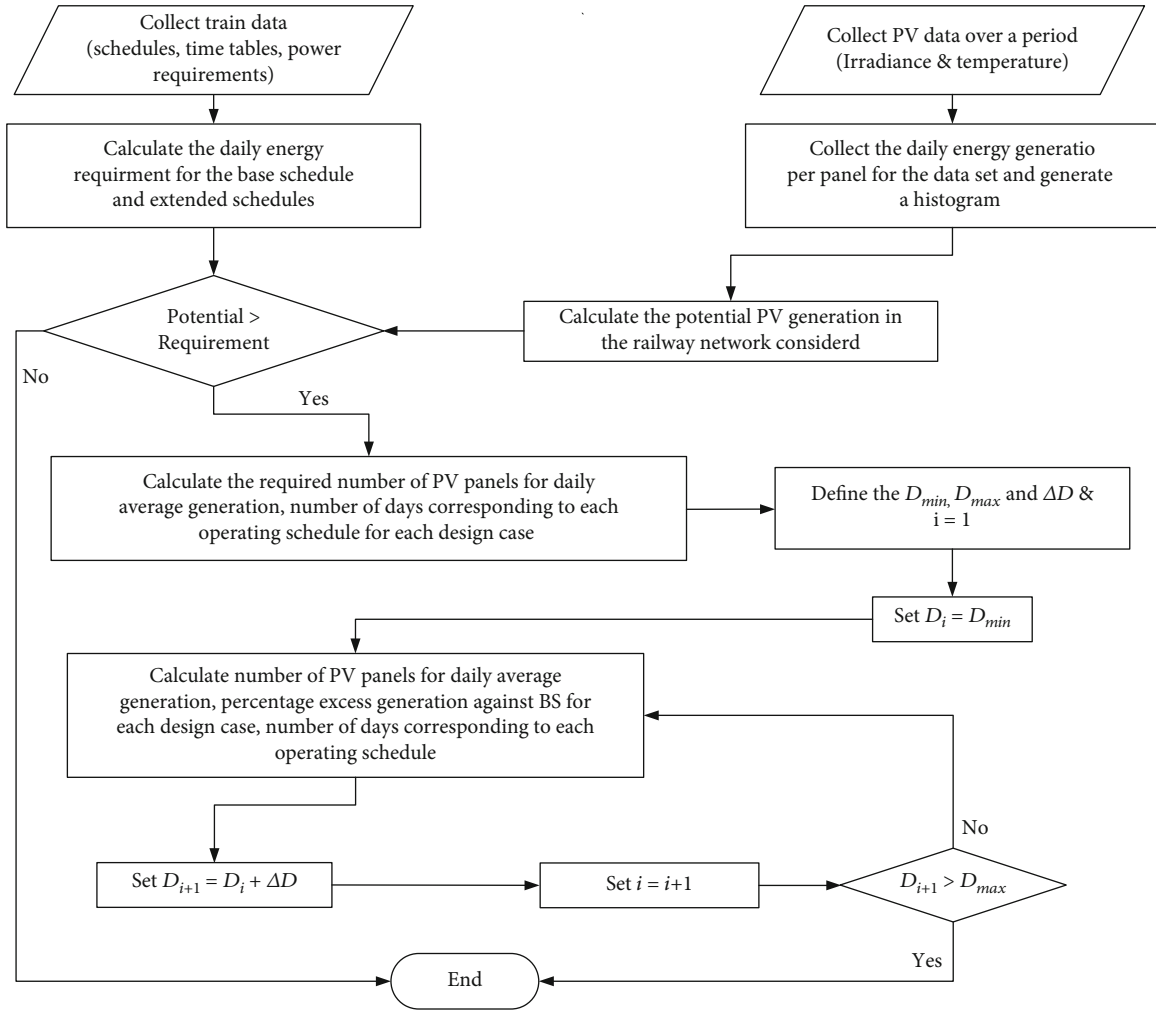 Collect train data
(schedules, time tables, power
requirements)
Collect PV data over a period
(Irradiance & temperature)
Calculate the daily energy
requirment for the base schedule
and extended schedules
Collect the daily energy generatio
per panel for the data set and generate
a histogram
Potential >
Requirement
Calculate the potential PV generation in
the railway network considerd
No
Yes
Calculate the required number of PV panels for daily
average generation, number of days corresponding to each
operating schedule for each design case
Define the D_min, D_max and ΔD &
i = 1
Set D_i = D_min
Calculate number of PV panels for daily average
generation, percentage excess generation against BS for
each design case, number of days corresponding to each
operating schedule
No
Set D_{i+1} = D_i + ΔD
Set i = i+1
D_{i+1} > D_max
Yes
End